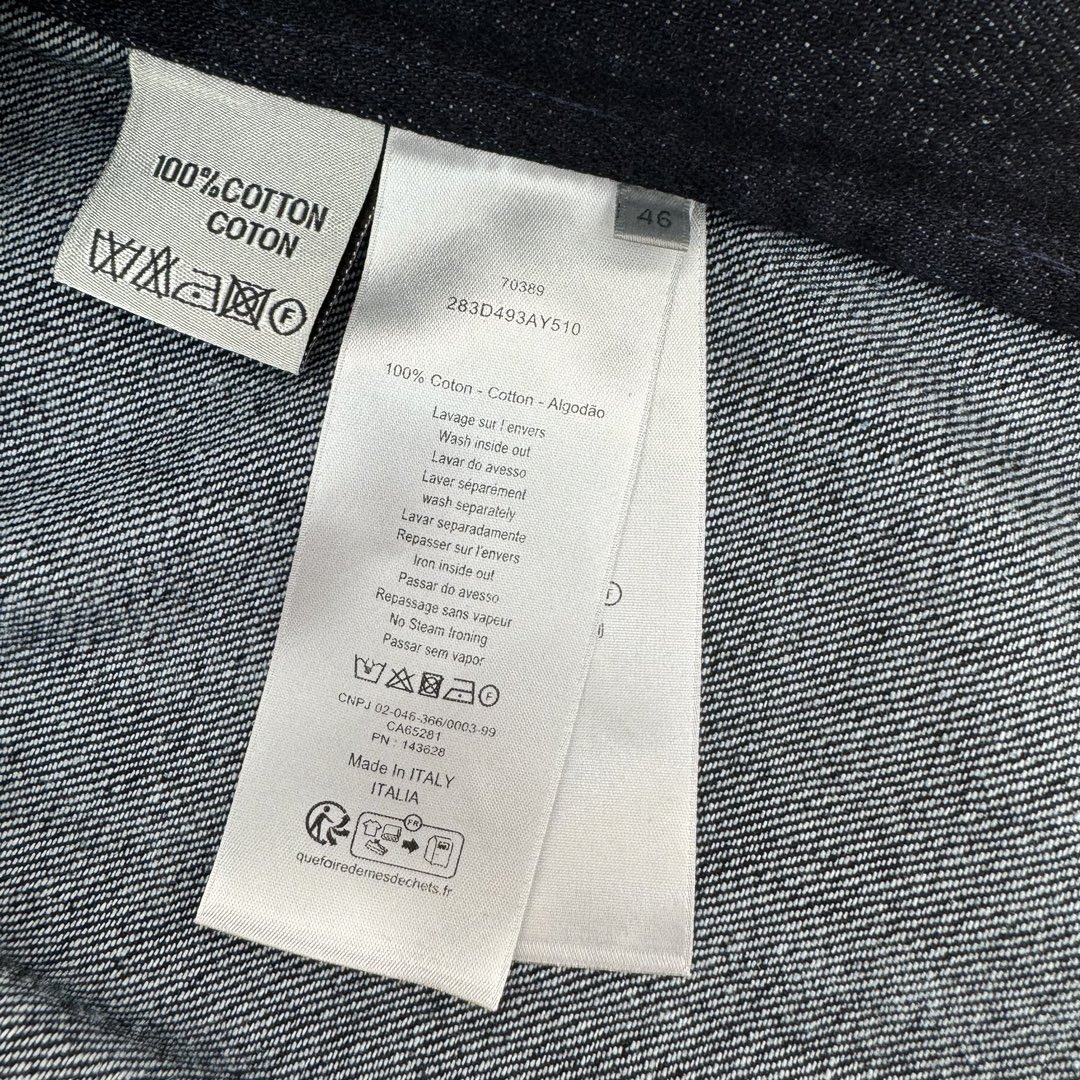 100% COTTON
COTON
F
46
70389
283D493AY510
100% Coton - Cotton - Algodão
Lavage sur l envers
Wash inside out
Lavar do avesso
Laver séparément
wash separately
Lavar separadamente
Repasser sur l'envers
Iron inside out
Passar do avesso
Repassage sans vapeur
No Steam Ironing
Passar sem vapor
F
CNPJ 02-046-366/0003-99
CA65281
PN : 143628
Made In ITALY
ITALIA
FR
quefairedemesdechets.fr
F